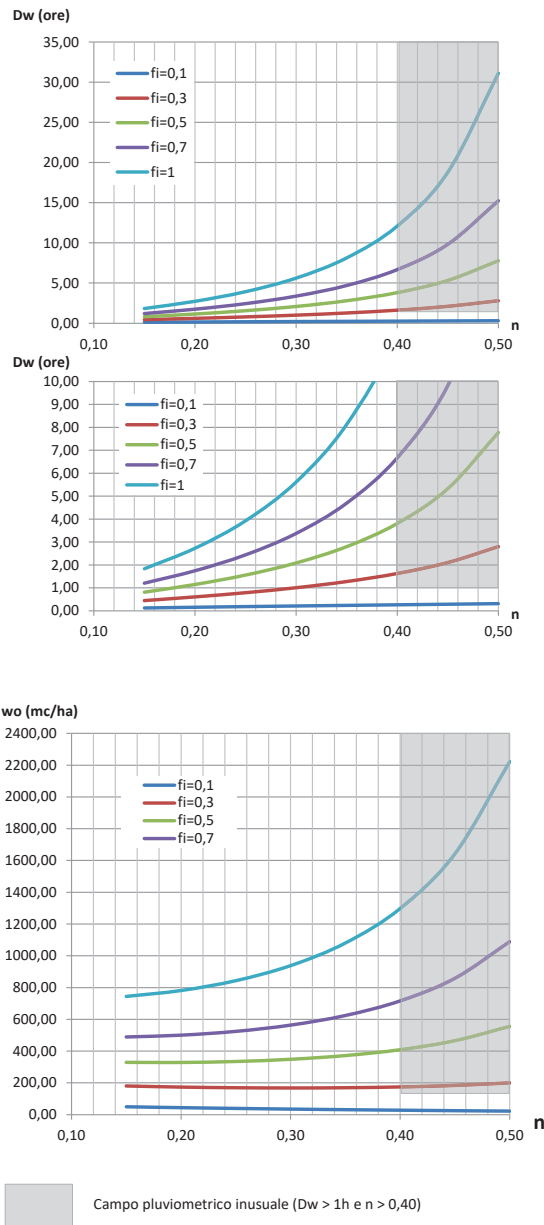 Dw (ore)
35,00
30,00
25,00
20,00
15,00
10,00
5,00
0,00
fi=0,1
fi=0,3
fi=0,5
fi=0,7
fi=1
n
0,10
0,20
0,30
0,40
0,50
Dw (ore)
10,00
9,00
8,00
7,00
6,00
5,00
4,00
3,00
2,00
1,00
0,00
fi=0,1
fi=0,3
fi=0,5
fi=0,7
fi=1
n
0,10
0,20
0,30
0,40
0,50
wo (mc/ha)
2400,00
2200,00
2000,00
1800,00
1600,00
1400,00
1200,00
1000,00
800,00
600,00
400,00
200,00
0,00
fi=0,1
fi=0,3
fi=0,5
fi=0,7
n
0,10
0,20
0,30
0,40
0,50
Campo pluviometrico inusuale (Dw > 1h e n > 0,40)